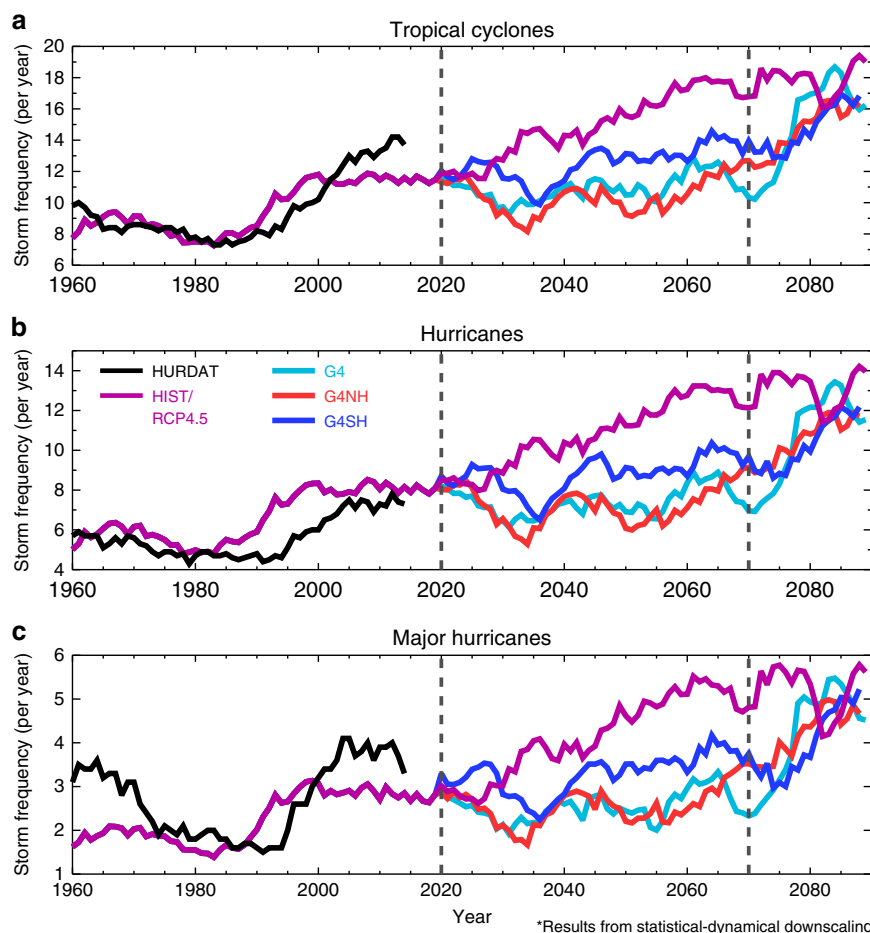 a
Tropical cyclones
Storm frequency (per year)
20
18
16
14
12
10
8
6
1960 1980 2000 2020 2040 2060 2080
b
Hurricanes
Storm frequency (per year)
14
12
10
8
6
4
HURDAT
HIST/
RCP4.5
G4
G4NH
G4SH
1960 1980 2000 2020 2040 2060 2080
c
Major hurricanes
Storm frequency (per year)
6
5
4
3
2
1
1960 1980 2000 2020 2040 2060 2080
Year
*Results from statistical-dynamical downscaling